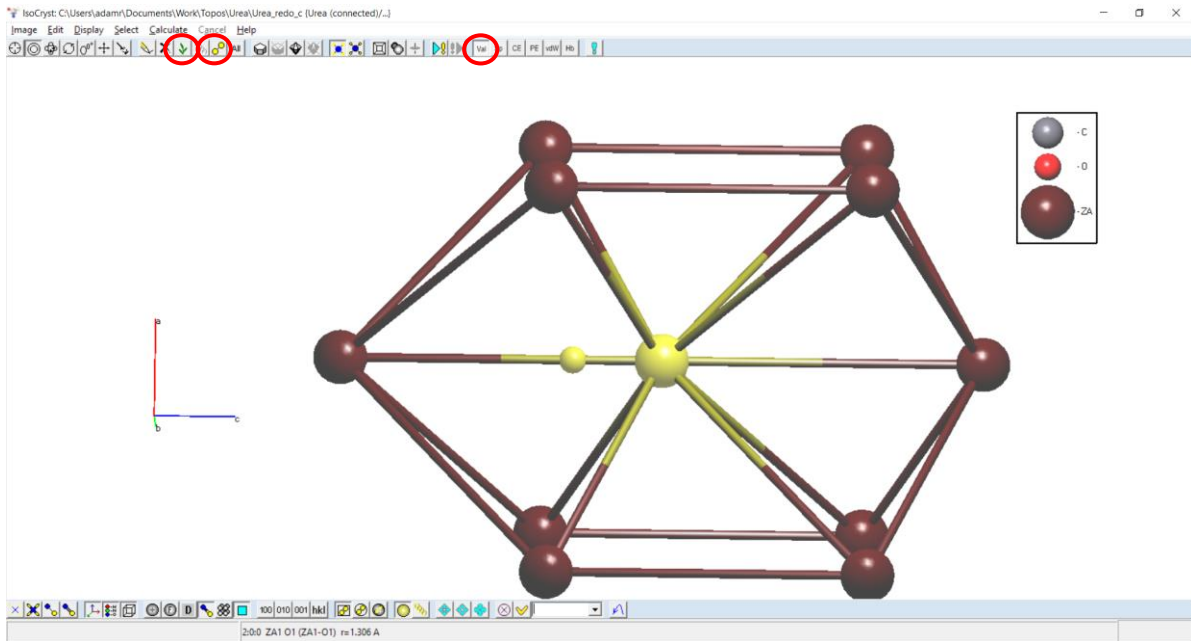 IsoCryst: C:\Users\adamr\Documents\Work\Topos\Urea\Urea_redo_c (Urea (connected)/...)
Image Edit Display Select Calculate Cancel Help
All Val CE PE vdW Hb
- C
- O
- ZA
a
c
b
D 100 010 001 hkl
2:0:0 ZA1 O1 (ZA1-O1) r=1.306 A